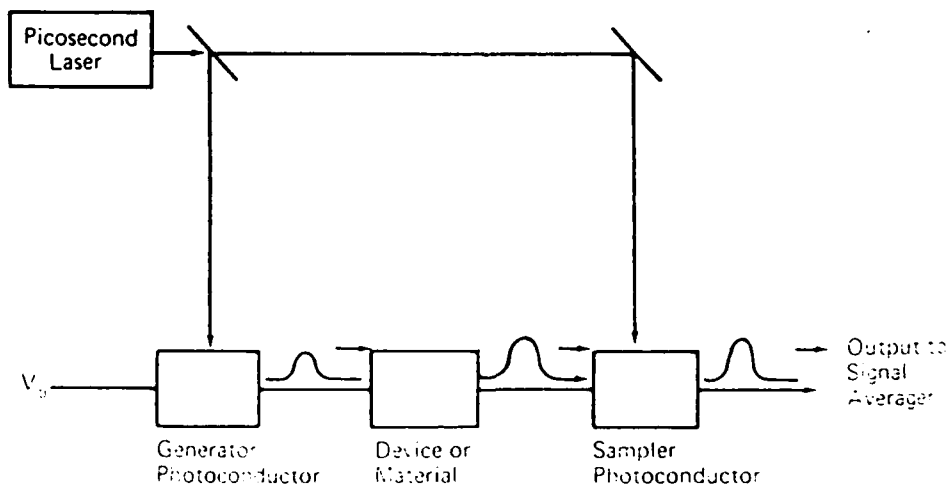 Picosecond
Laser
Output to
Signal
Averager
Generator
Photoconductor
Device or
Material
Sampler
Photoconductor